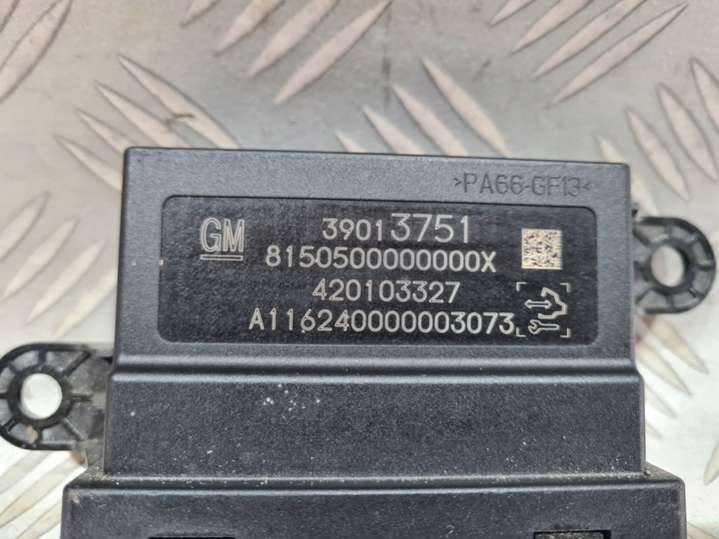 >PA66-GF13<
GM
39013751
8150500000000X
420103327
A116240000003073